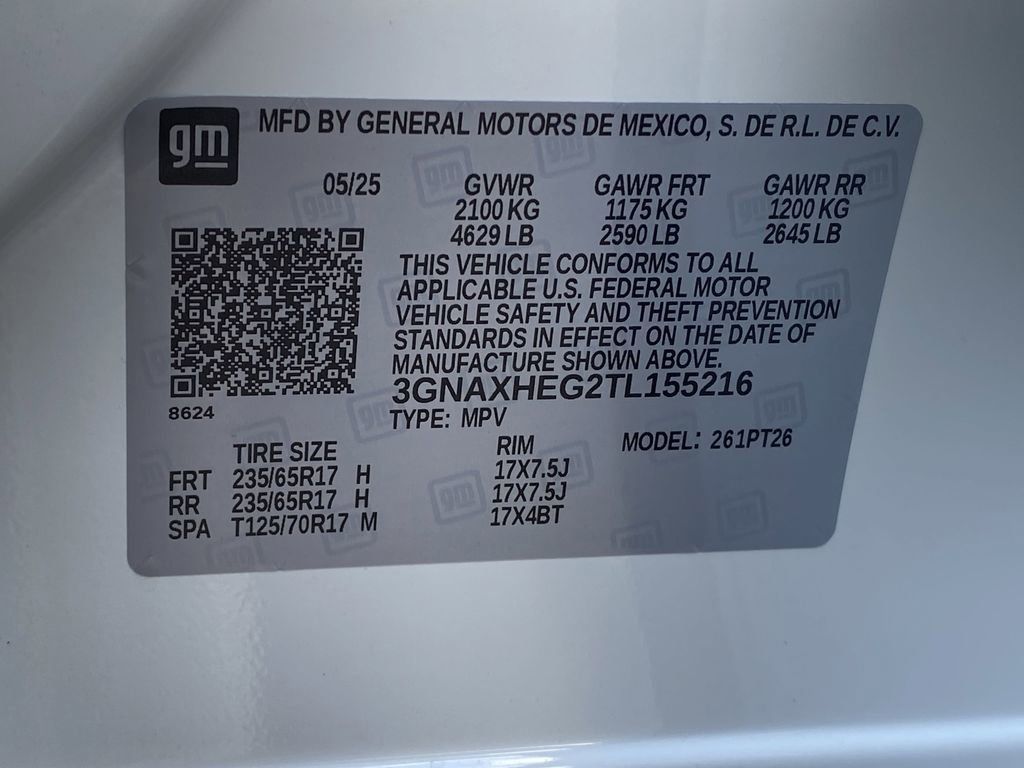 gm
MFD BY GENERAL MOTORS DE MEXICO, S. DE R.L. DE C.V.
05/25 GVWR GAWR FRT GAWR RR
2100 KG 1175 KG 1200 KG
4629 LB 2590 LB 2645 LB
THIS VEHICLE CONFORMS TO ALL
APPLICABLE U.S. FEDERAL MOTOR
VEHICLE SAFETY AND THEFT PREVENTION
STANDARDS IN EFFECT ON THE DATE OF
MANUFACTURE SHOWN ABOVE.
3GNAXHEG2TL155216
8624
TYPE: MPV
TIRE SIZE RIM MODEL: 261PT26
FRT 235/65R17 H 17X7.5J
RR 235/65R17 H 17X7.5J
SPA T125/70R17 M 17X4BT